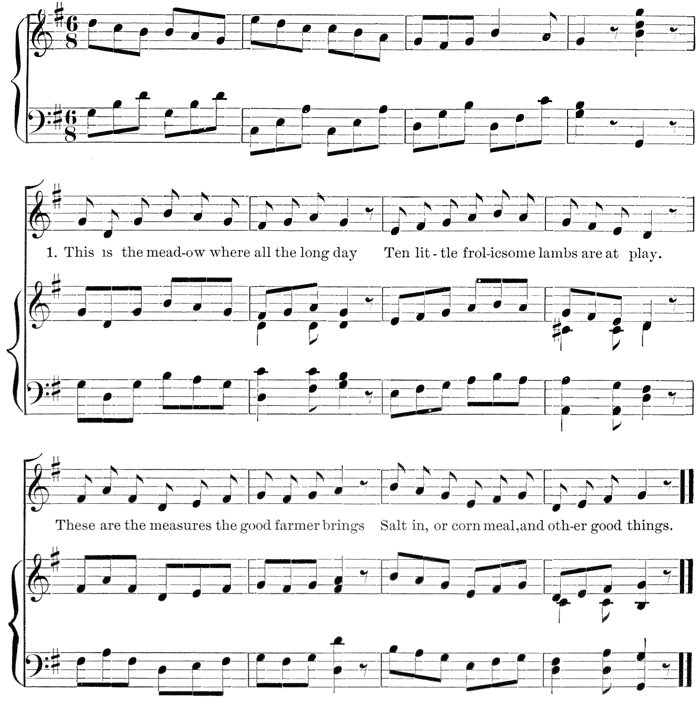 6
8
6
8
1. This is the mead-ow where all the long day Ten lit-tle frol-icsome lambs are at play.
These are the measures the good farmer brings Salt in, or corn meal, and oth-er good things.